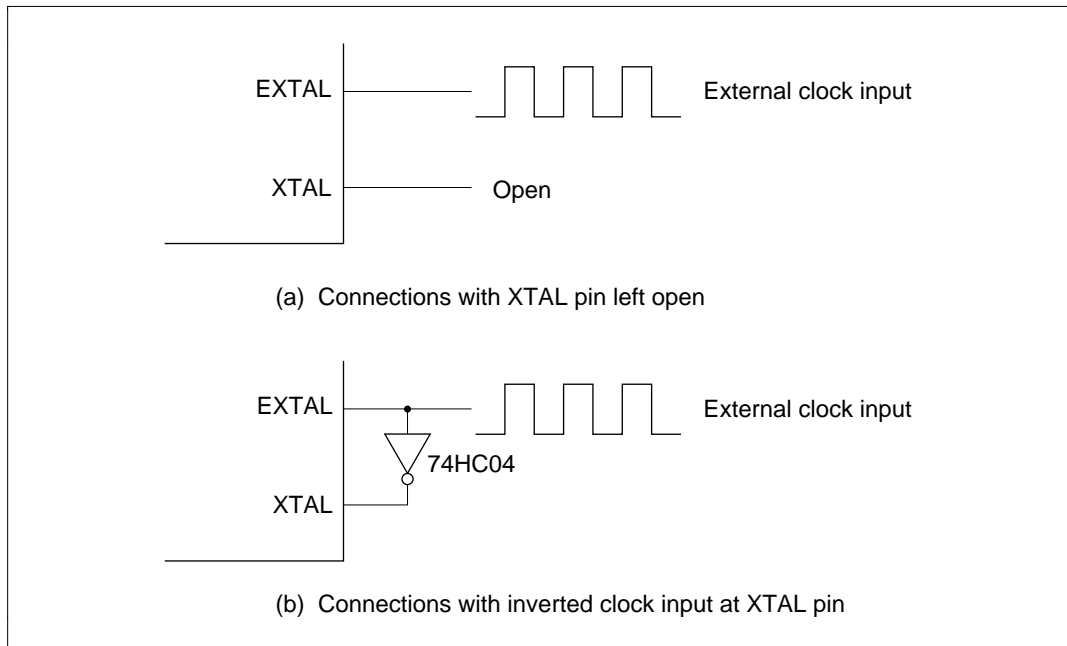 EXTAL
External clock input
XTAL
Open
(a) Connections with XTAL pin left open
EXTAL
External clock input
74HC04
XTAL
(b) Connections with inverted clock input at XTAL pin